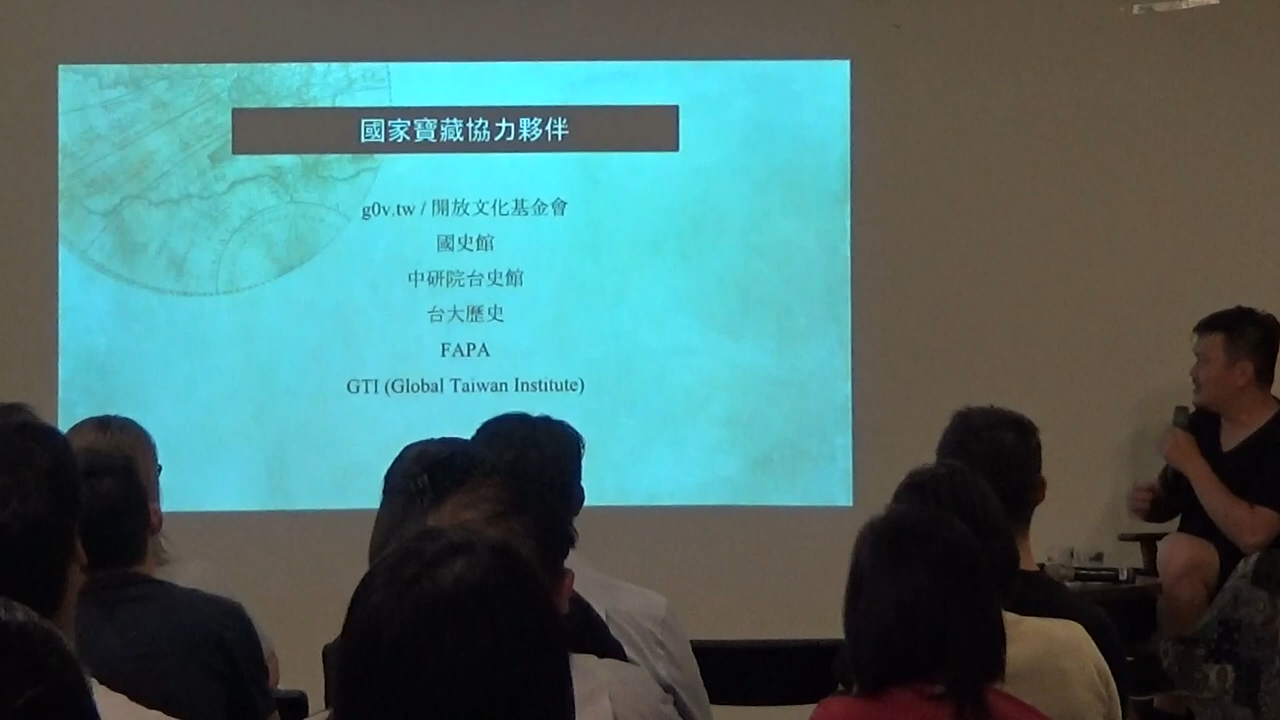 國家寶藏協力夥伴
g0v.tw / 開放文化基金會
國史館
中研院台史館
台大歷史
FAPA
GTI (Global Taiwan Institute)